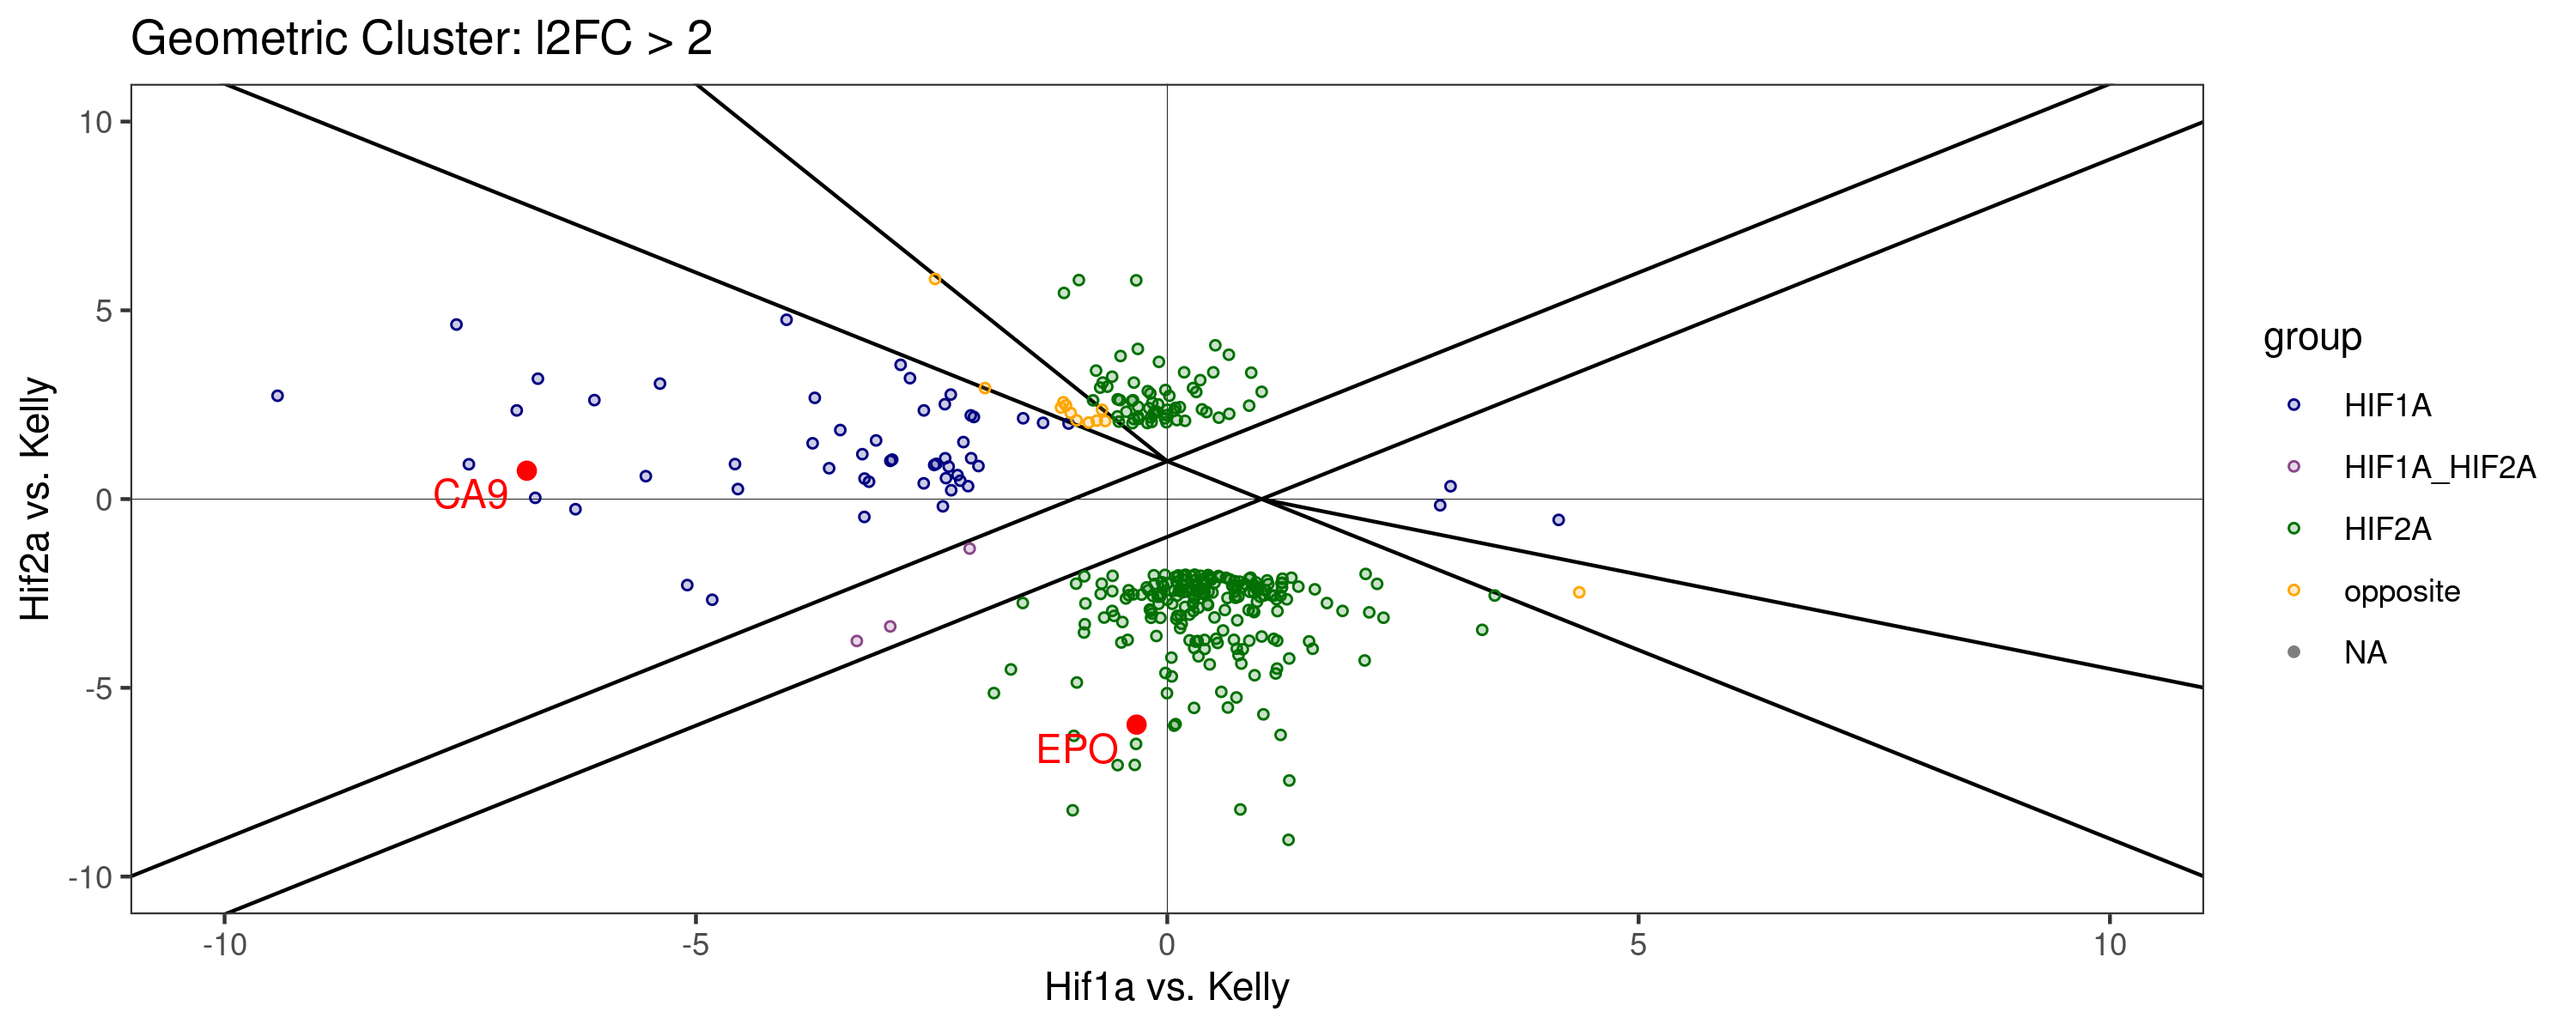 Geometric Cluster: l2FC > 2
Hif2a vs. Kelly
10
5
0
-5
-10
CA9
EPO
-10
-5
0
5
10
Hif1a vs. Kelly
group
HIF1A
HIF1A_HIF2A
HIF2A
opposite
NA